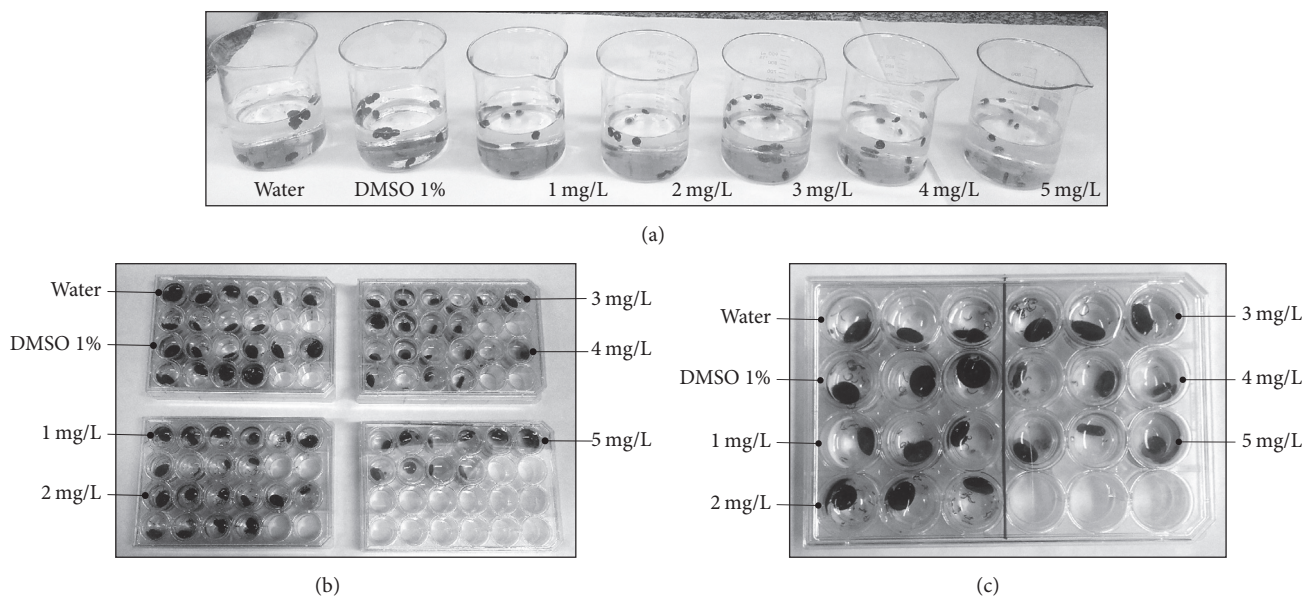 Water
DMSO 1%
1 mg/L
2 mg/L
3 mg/L
4 mg/L
5 mg/L
(a)
Water
DMSO 1%
1 mg/L
2 mg/L
3 mg/L
4 mg/L
5 mg/L
(b)
Water
DMSO 1%
1 mg/L
2 mg/L
3 mg/L
4 mg/L
5 mg/L
(c)